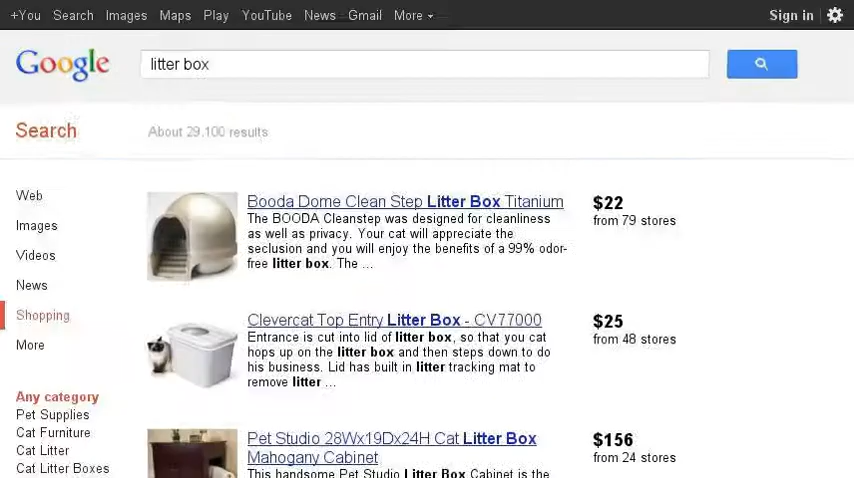 +You Search Images Maps Play YouTube News Gmail More Sign in
Google
litter box
Search About 29,100 results
Web
Images
Videos
News
Shopping
More
Any category
Pet Supplies
Cat Furniture
Cat Litter
Cat Litter Boxes
Booda Dome Clean Step Litter Box Titanium
The BOODA Cleanstep was designed for cleanliness
as well as privacy. Your cat will appreciate the
seclusion and you will enjoy the benefits of a 99% odor-
free litter box. The ...
$22
from 79 stores
Clevercat Top Entry Litter Box - CV77000
Entrance is cut into lid of litter box, so that you cat
hops up on the litter box and then steps down to do
his business. Lid has built in litter tracking mat to
remove litter ...
$25
from 48 stores
Pet Studio 28Wx19Dx24H Cat Litter Box
Mahogany Cabinet
This handsome Pet Studio Litter Box Cabinet is the
$156
from 24 stores